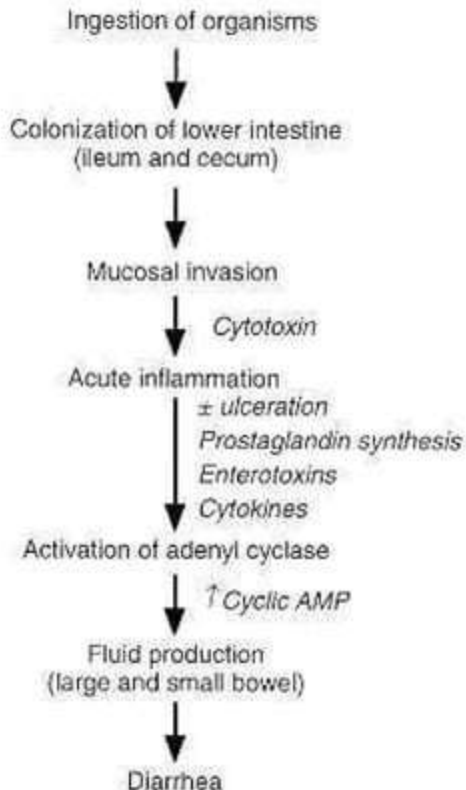 Ingestion of organisms
Colonization of lower intestine
(ileum and cecum)
Mucosal invasion
Cytotoxin
Acute inflammation
± ulceration
Prostaglandin synthesis
Enterotoxins
Cytokines
Activation of adenyl cyclase
↑ Cyclic AMP
Fluid production
(large and small bowel)
Diarrhea